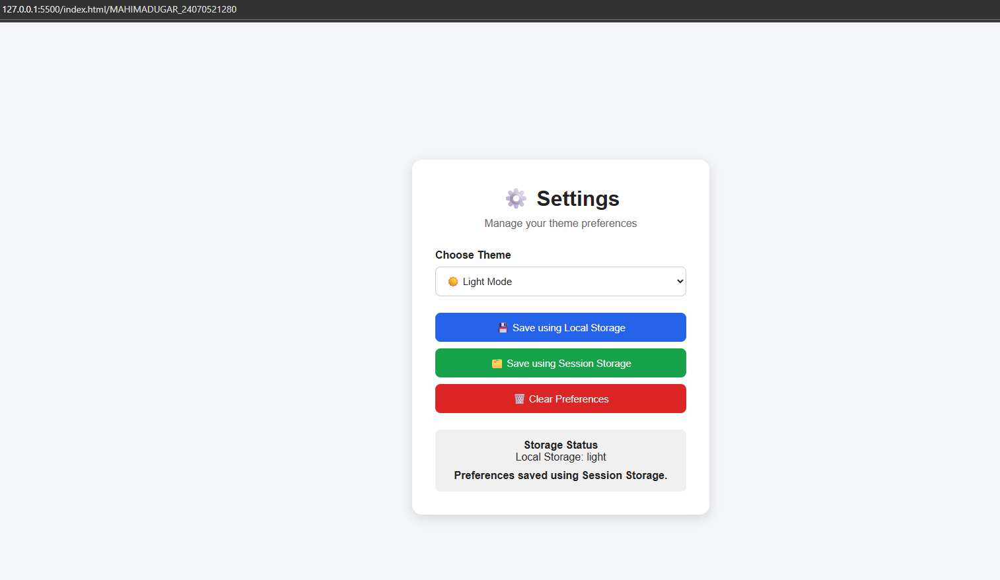 127.0.0.1:5500/index.html/MAHIMADUGAR_24070521280
Settings
Manage your theme preferences
Choose Theme
Light Mode
Save using Local Storage
Save using Session Storage
Clear Preferences
Storage Status
Local Storage: light
Preferences saved using Session Storage.